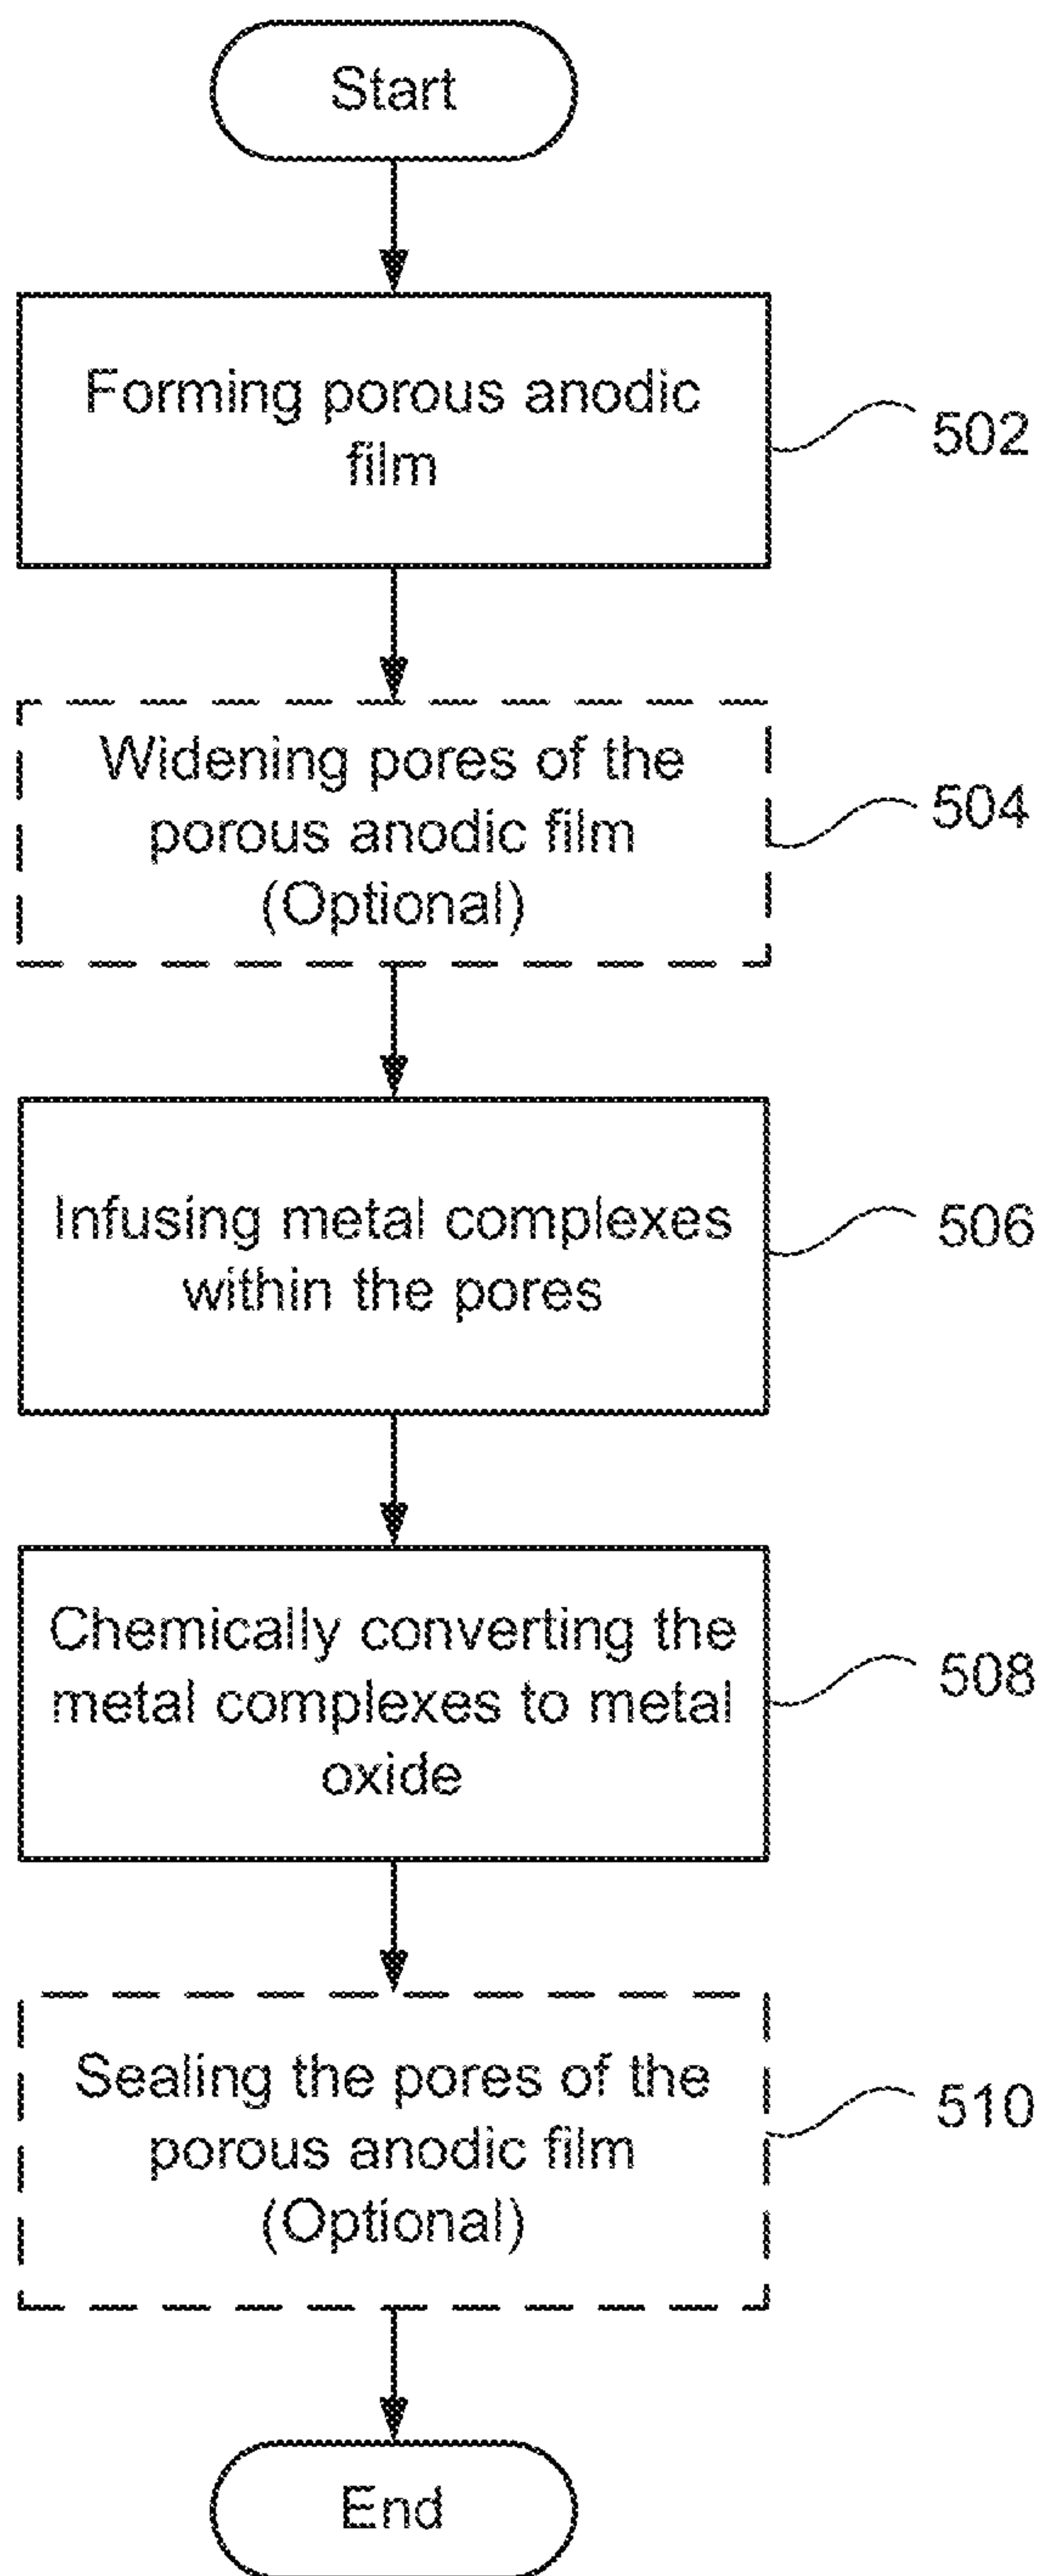 Start
Forming porous anodic
film
502
Widening pores of the
porous anodic film
(Optional)
504
Infusing metal complexes
within the pores
506
Chemically converting the
metal complexes to metal
oxide
508
Sealing the pores of the
porous anodic film
(Optional)
510
End